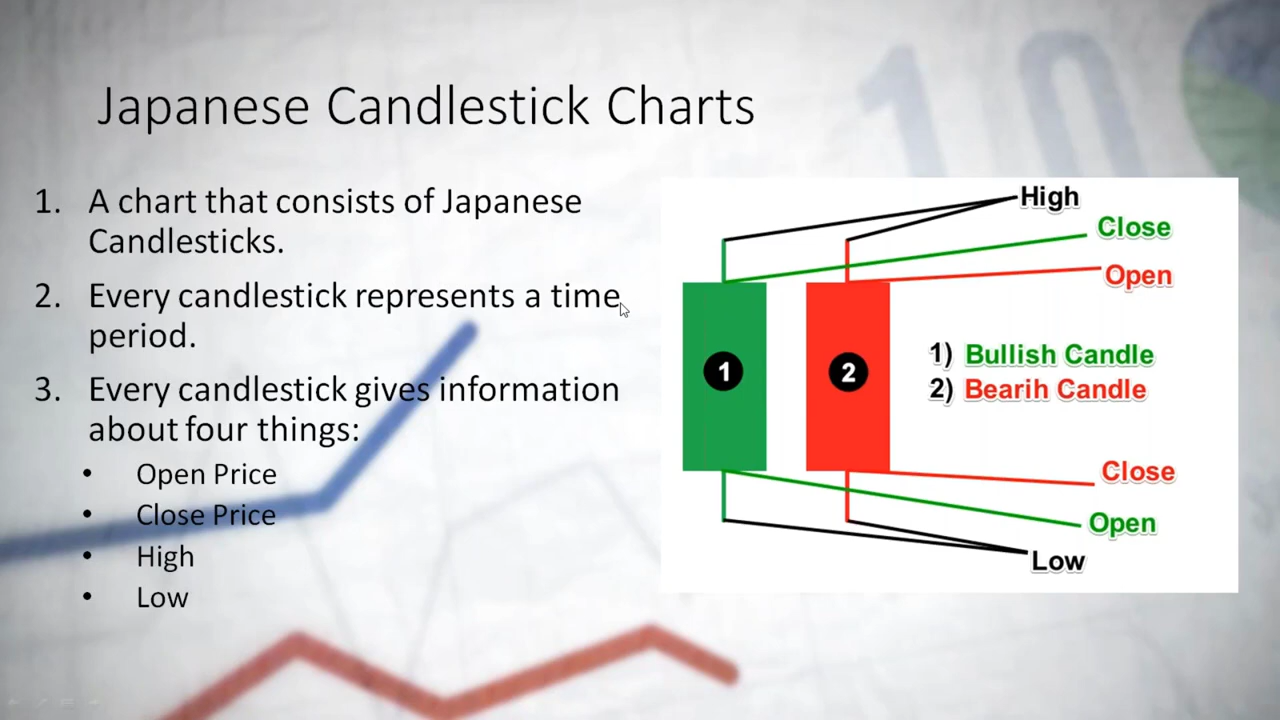 Japanese Candlestick Charts
1. A chart that consists of Japanese
Candlesticks.
2. Every candlestick represents a time
period.
3. Every candlestick gives information
about four things:
• Open Price
• Close Price
• High
• Low
High
Close
Open
1
2
1) Bullish Candle
2) Bearih Candle
Close
Open
Low
10